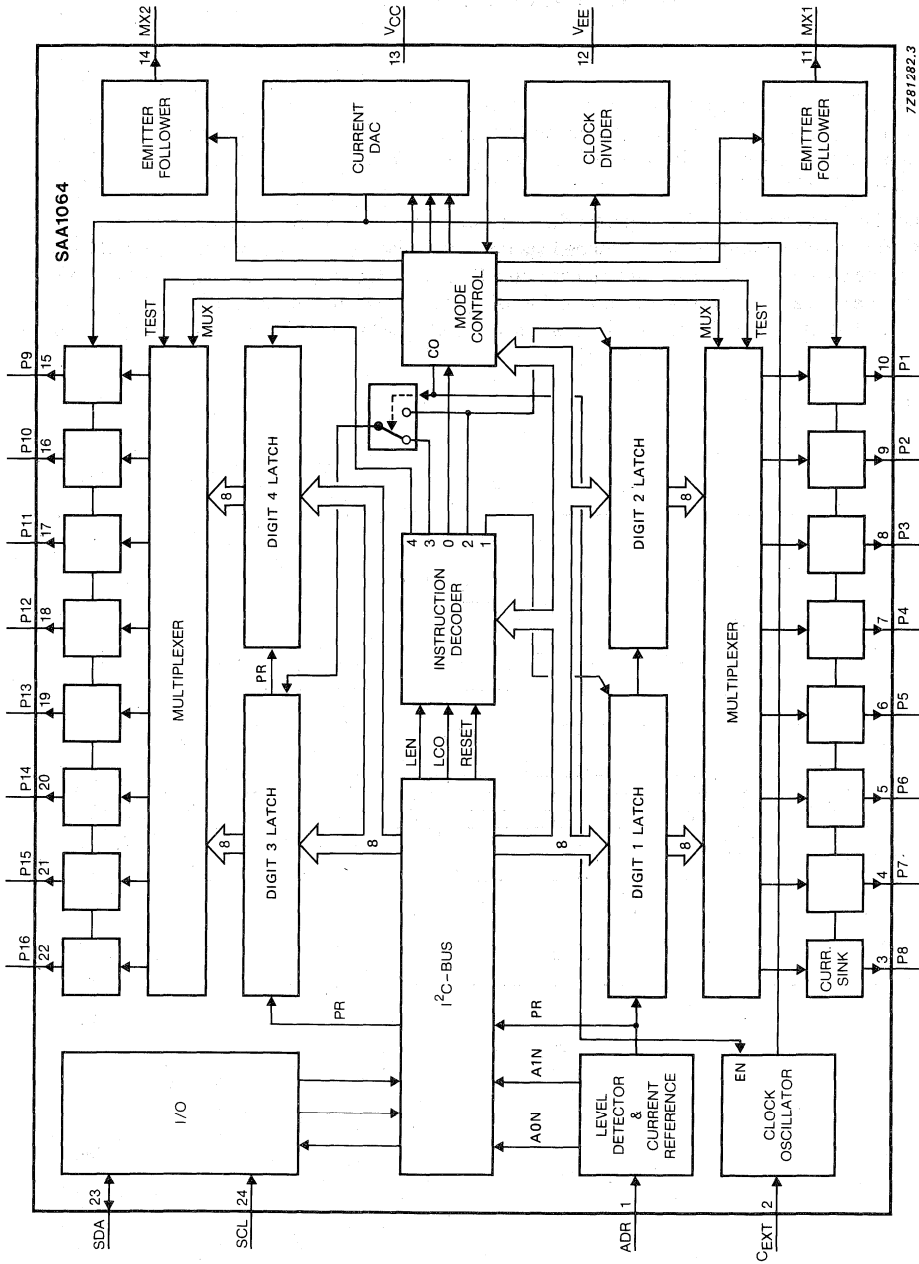 SAA1064
SDA
23
SCL
24
ADR
1
CEXT
2
I/O
I²C-BUS
LEVEL
DETECTOR
&
CURRENT
REFERENCE
CLOCK
OSCILLATOR
EN
A0N
A1N
PR
PR
PR
LEN
LCO
RESET
8
8
8
8
8
8
DIGIT 3 LATCH
DIGIT 4 LATCH
DIGIT 1 LATCH
DIGIT 2 LATCH
INSTRUCTION
DECODER
4
3
0
2
1
CO
MODE
CONTROL
MULTIPLEXER
MULTIPLEXER
TEST
MUX
MUX
TEST
P16
22
P15
21
P14
20
P13
19
P12
18
P11
17
P10
16
P9
15
CURR.
SINK
3
P8
4
P7
5
P6
6
P5
7
P4
8
P3
9
P2
10
P1
EMITTER
FOLLOWER
14
MX2
CURRENT
DAC
13
VCC
CLOCK
DIVIDER
12
VEE
EMITTER
FOLLOWER
11
MX1
7Z81282.3